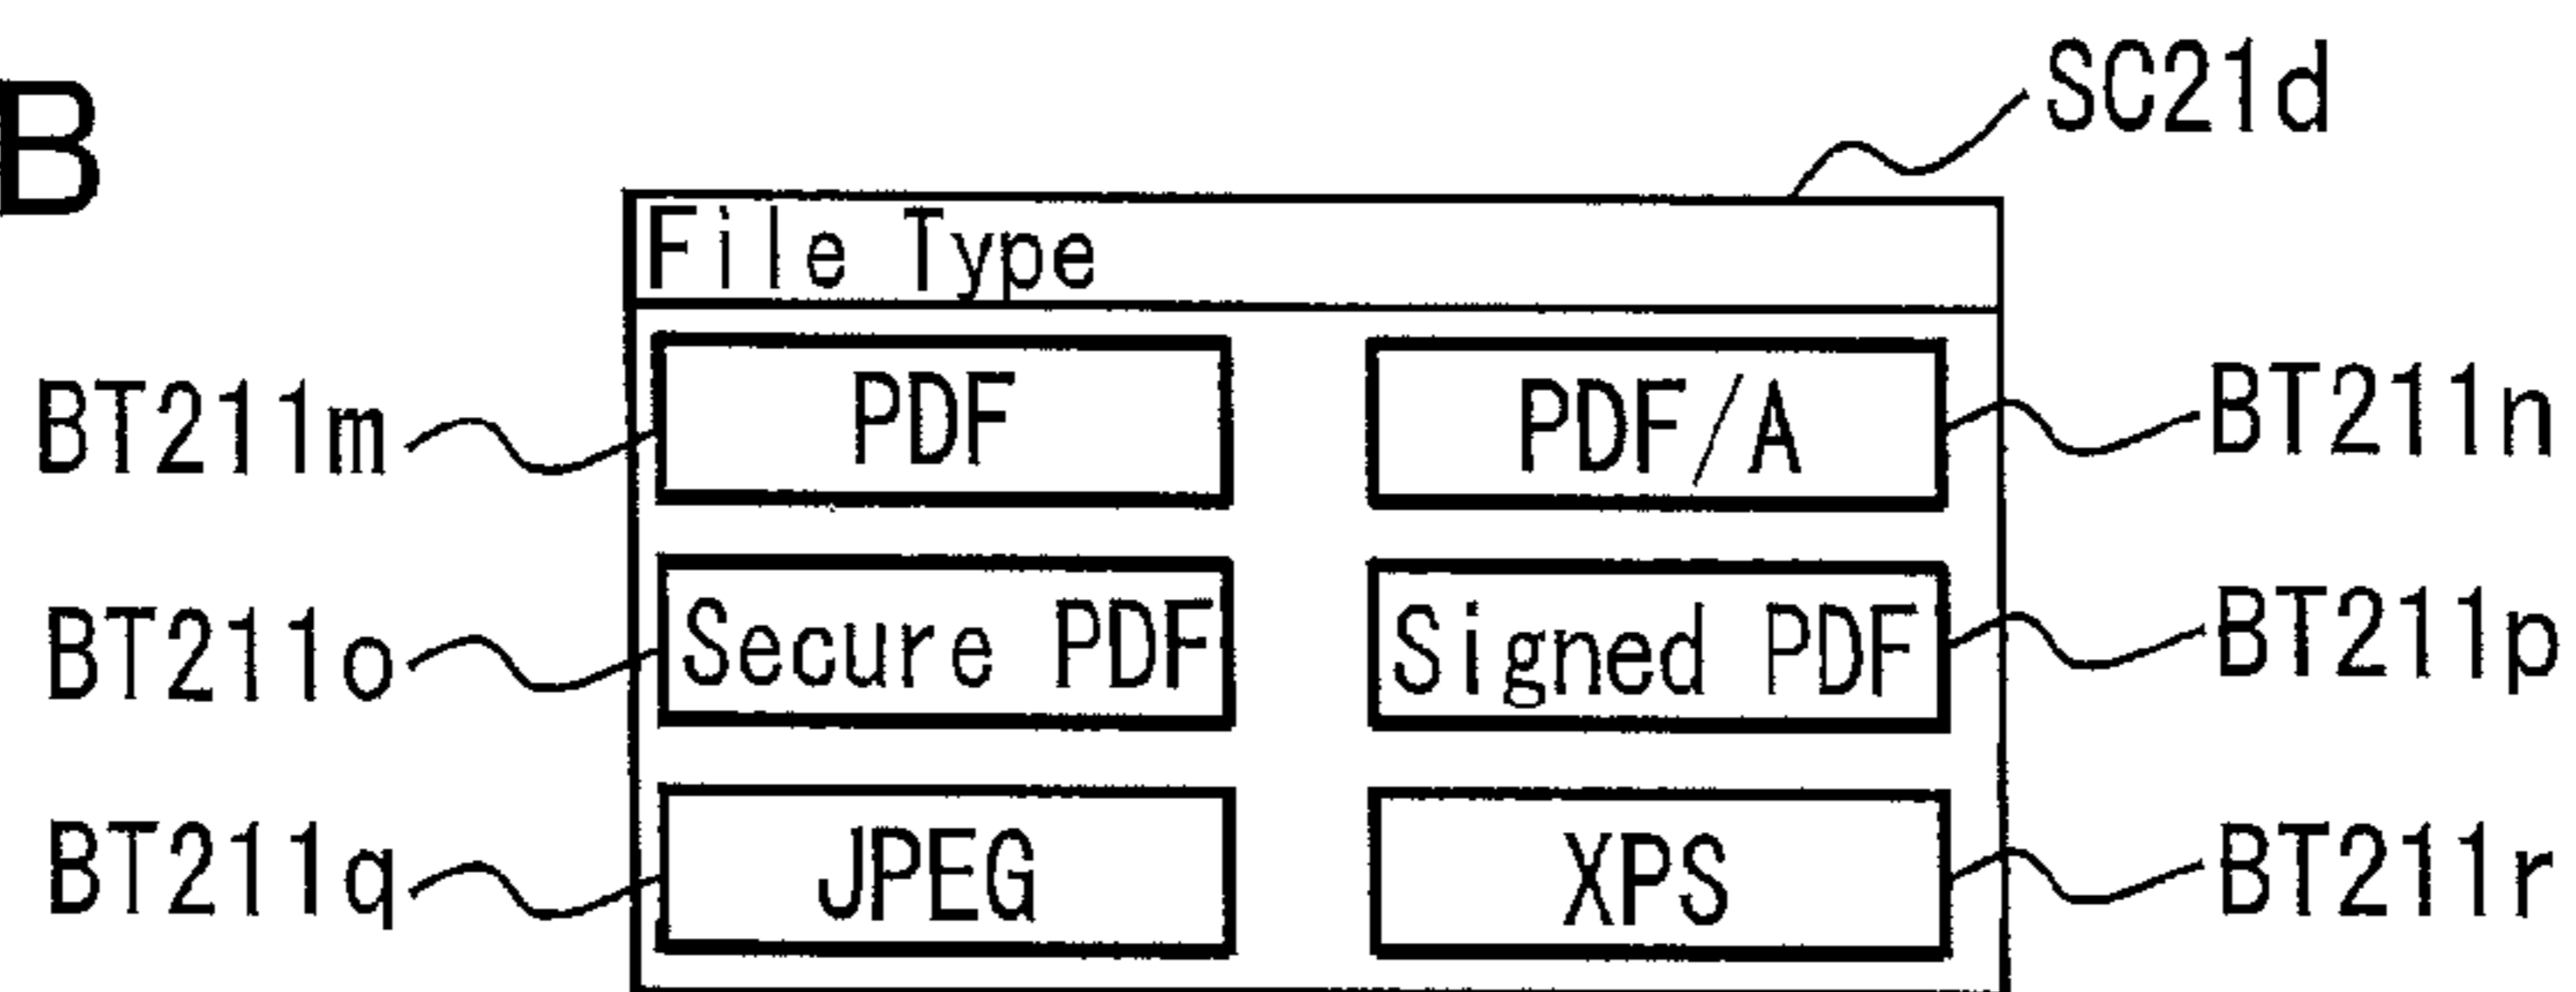 B
SC21d
File Type
BT211m PDF PDF/A BT211n
BT211o Secure PDF Signed PDF BT211p
BT211q JPEG XPS BT211r